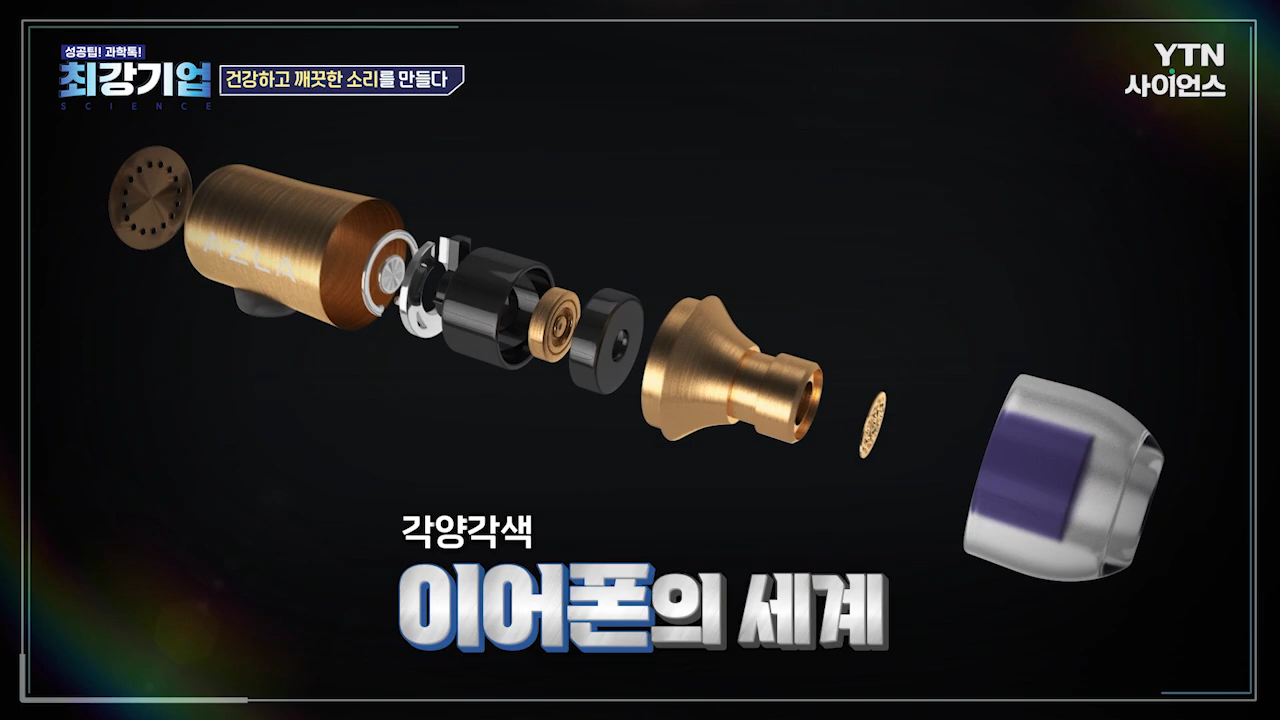 성공팁! 과학톡!
최강기업
SCIENCE
건강하고 깨끗한 소리를 만들다
YTN
사이언스
AZLA
각양각색
이어폰의 세계